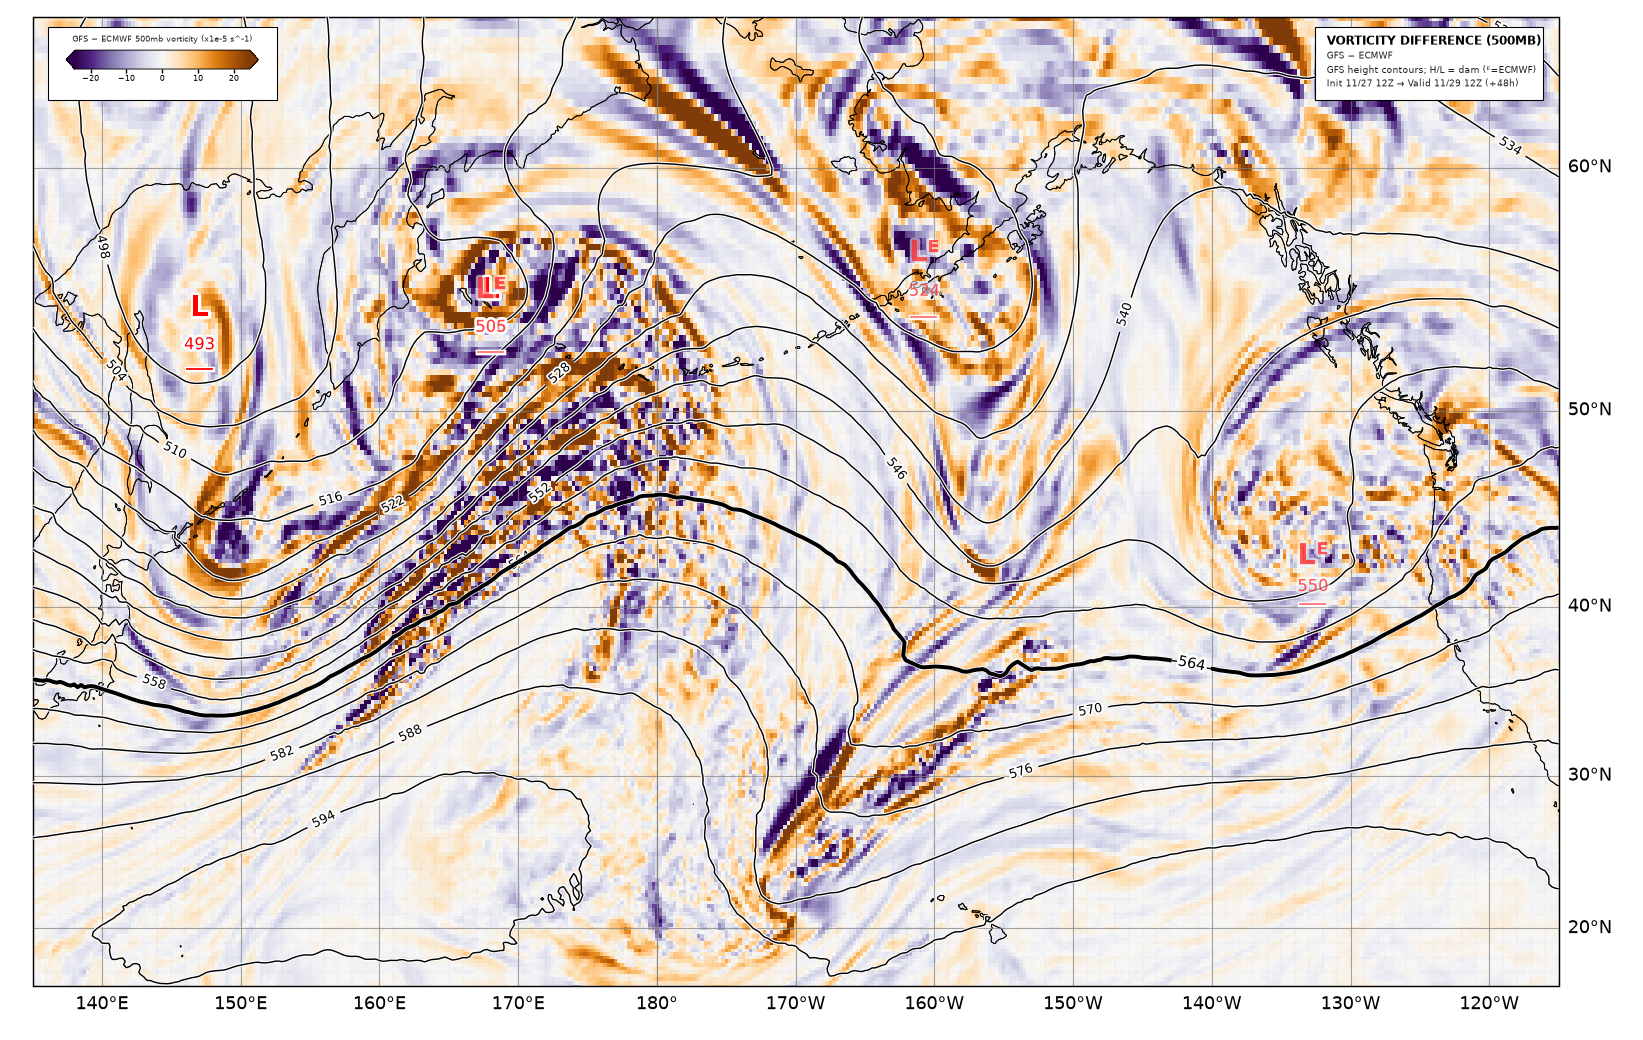 GFS − ECMWF 500mb vorticity (x1e-5 s^-1)
−20 −10 0 10 20
VORTICITY DIFFERENCE (500MB)
GFS − ECMWF
GFS height contours; H/L = dam (ᴱ=ECMWF)
Init 11/27 12Z → Valid 11/29 12Z (+48h)
534
60°N
498
L
493
Lᴱ
Lᴱ
524
540
504
528
50°N
510
516
522
552
546
Lᴱ
550
40°N
558
564
570
588
582
576
30°N
594
20°N
140°E 150°E 160°E 170°E 180° 170°W 160°W 150°W 140°W 130°W 120°W